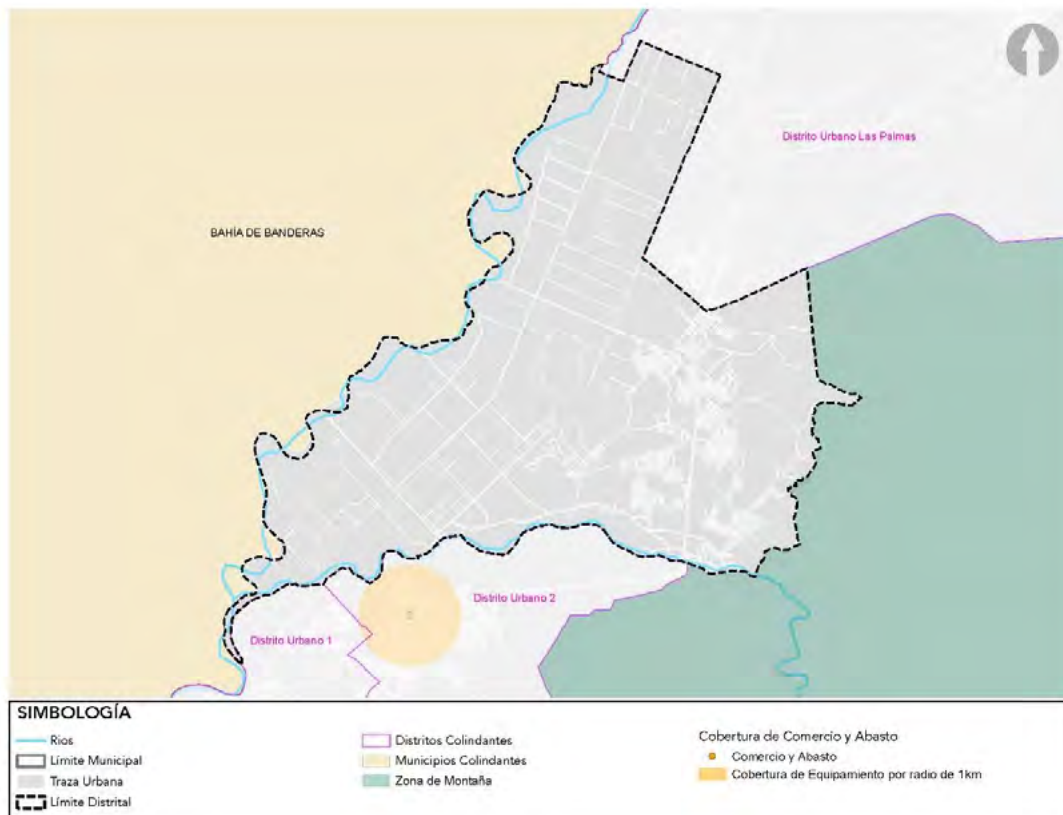 Distrito Urbano Las Palmas
BAHÍA DE BANDERAS
Distrito Urbano 2
Distrito Urbano 1
SIMBOLOGÍA
Rios
Límite Municipal
Traza Urbana
Límite Distrital
Distritos Colindantes
Municipios Colindantes
Zona de Montaña
Cobertura de Comercio y Abasto
Comercio y Abasto
Cobertura de Equipamiento por radio de 1km